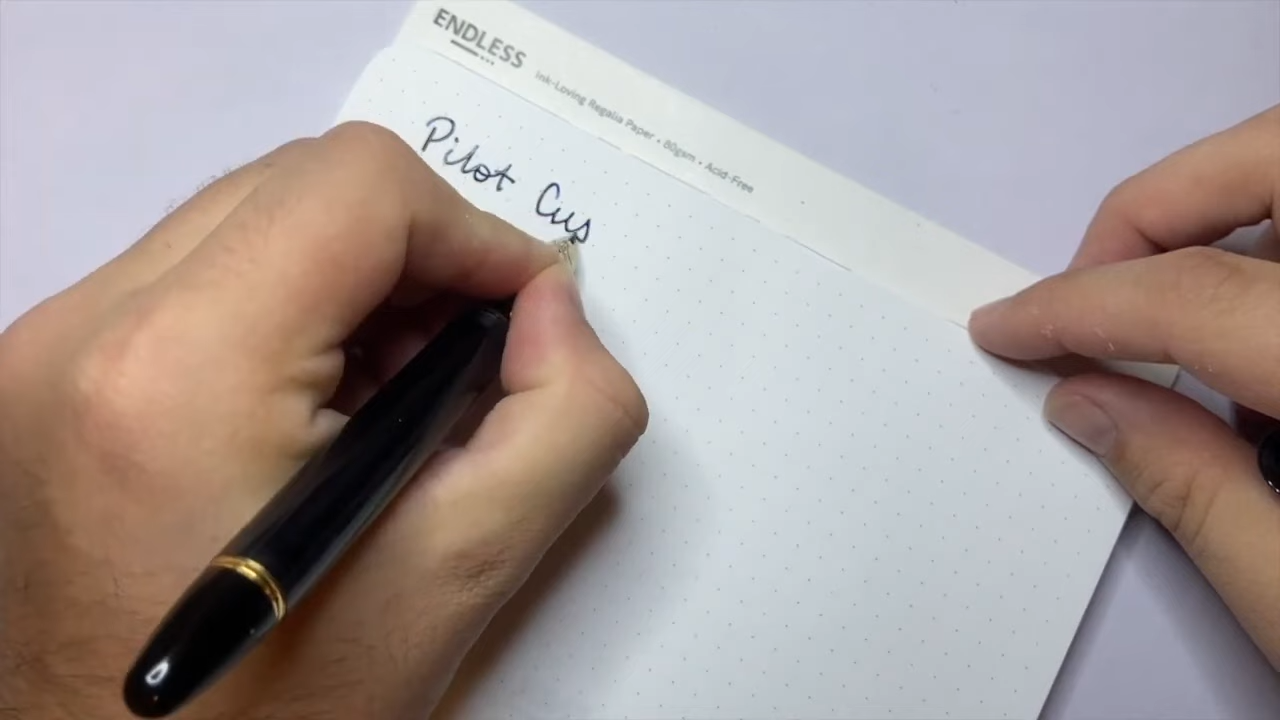 ENDLESS
Ink-Loving Regalia Paper • 80gsm • Acid-Free
Pilot Cus